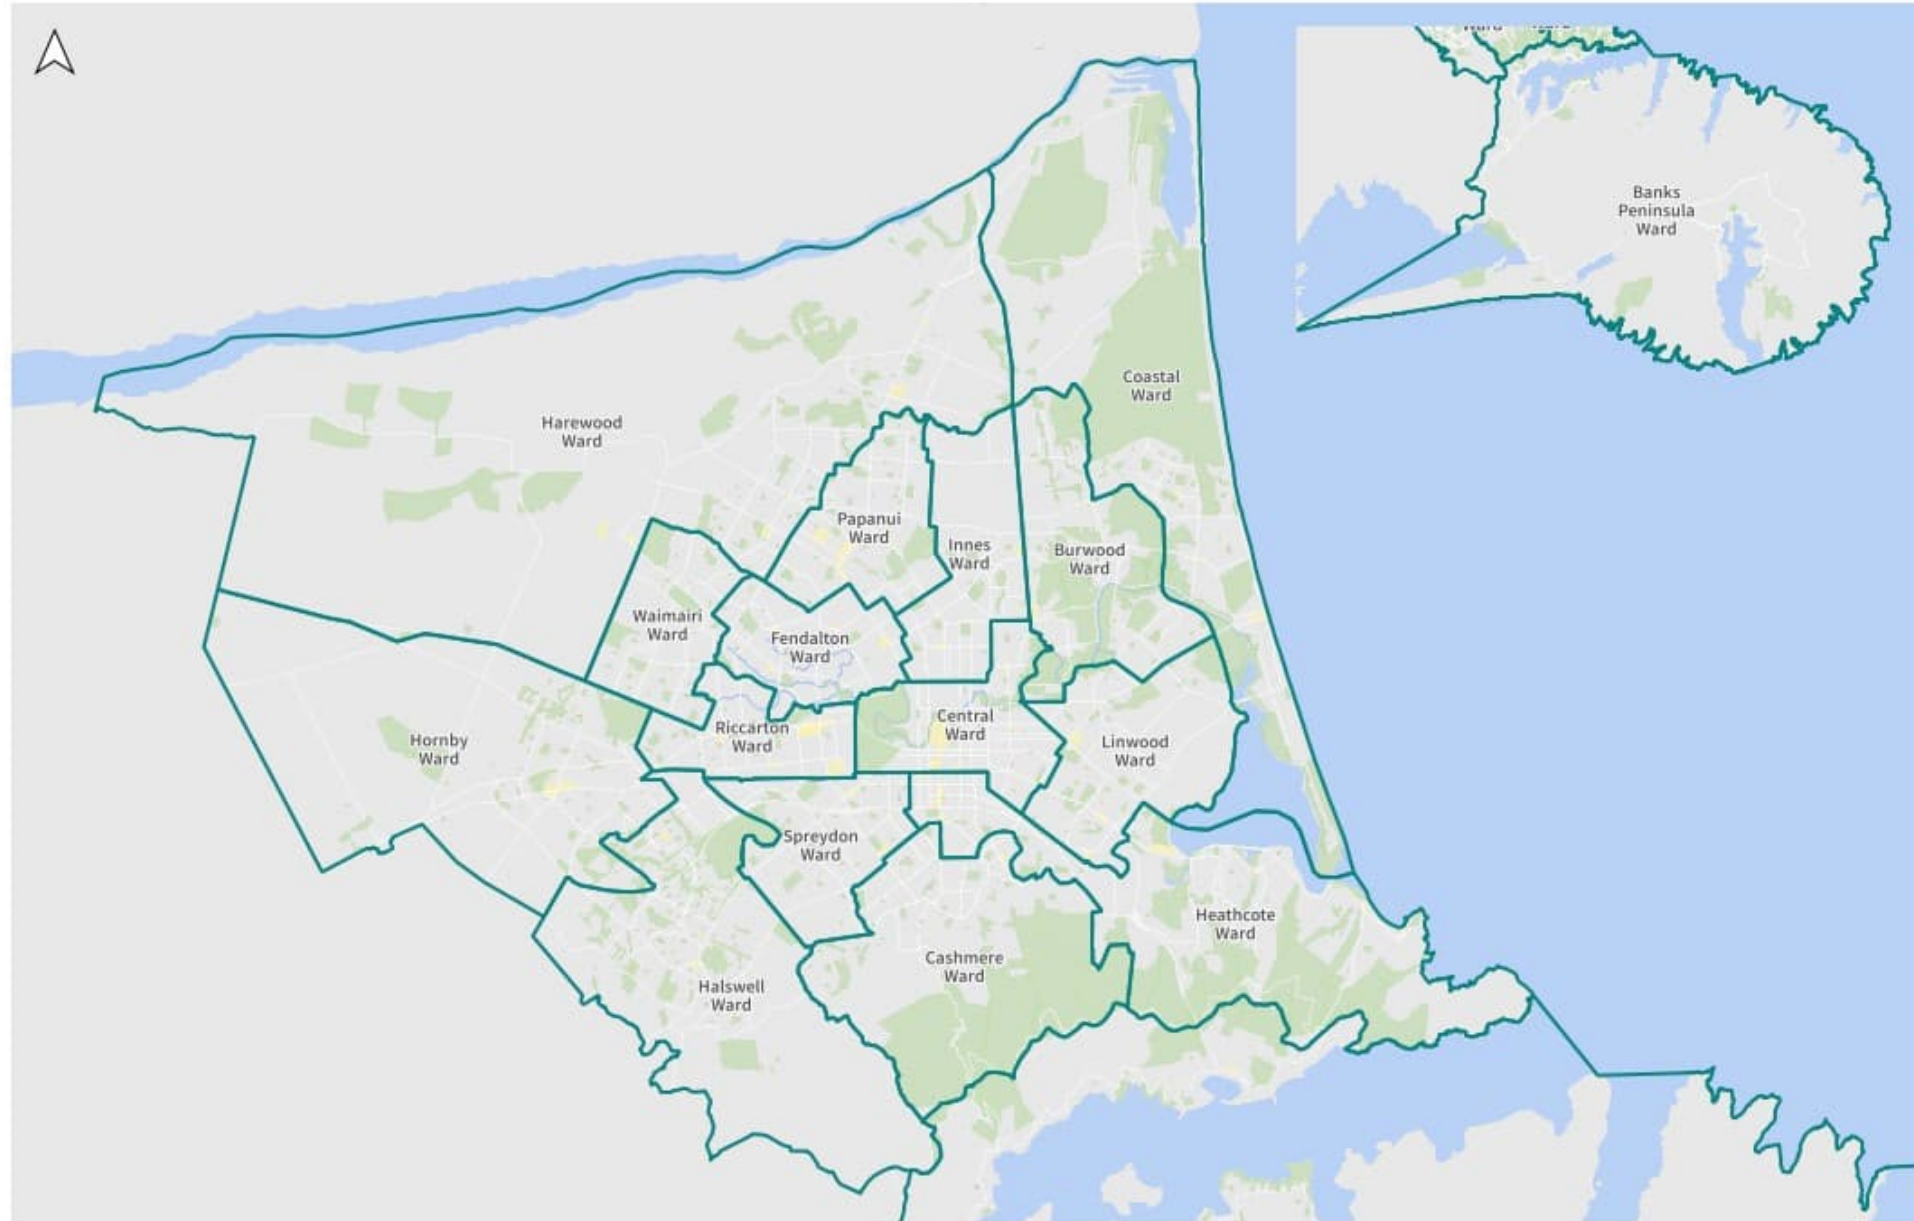 Banks
Peninsula
Ward
Coastal
Ward
Harewood
Ward
Papanui
Ward
Innes
Ward
Burwood
Ward
Waimairi
Ward
Fendalton
Ward
Riccarton
Ward
Central
Ward
Hornby
Ward
Linwood
Ward
Spreydon
Ward
Heathcote
Ward
Cashmere
Ward
Halswell
Ward